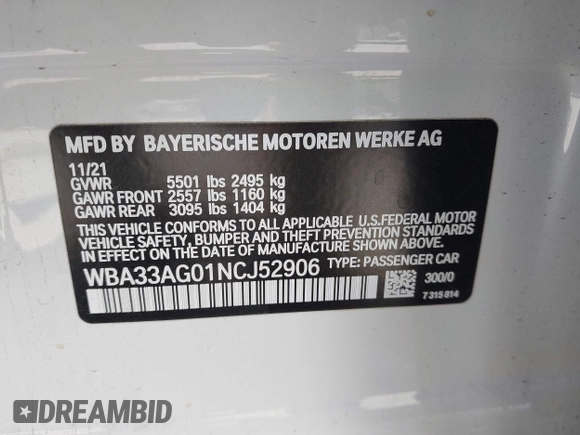 MFD BY BAYERISCHE MOTOREN WERKE AG
11/21
GVWR 5501 lbs 2495 kg
GAWR FRONT 2557 lbs 1160 kg
GAWR REAR 3095 lbs 1404 kg
THIS VEHICLE CONFORMS TO ALL APPLICABLE U.S.FEDERAL MOTOR
VEHICLE SAFETY, BUMPER AND THEFT PREVENTION STANDARDS
IN EFFECT ON THE DATE OF MANUFACTURE SHOWN ABOVE.
WBA33AG01NCJ52906 TYPE: PASSENGER CAR
300/0
7315814
DREAMBID